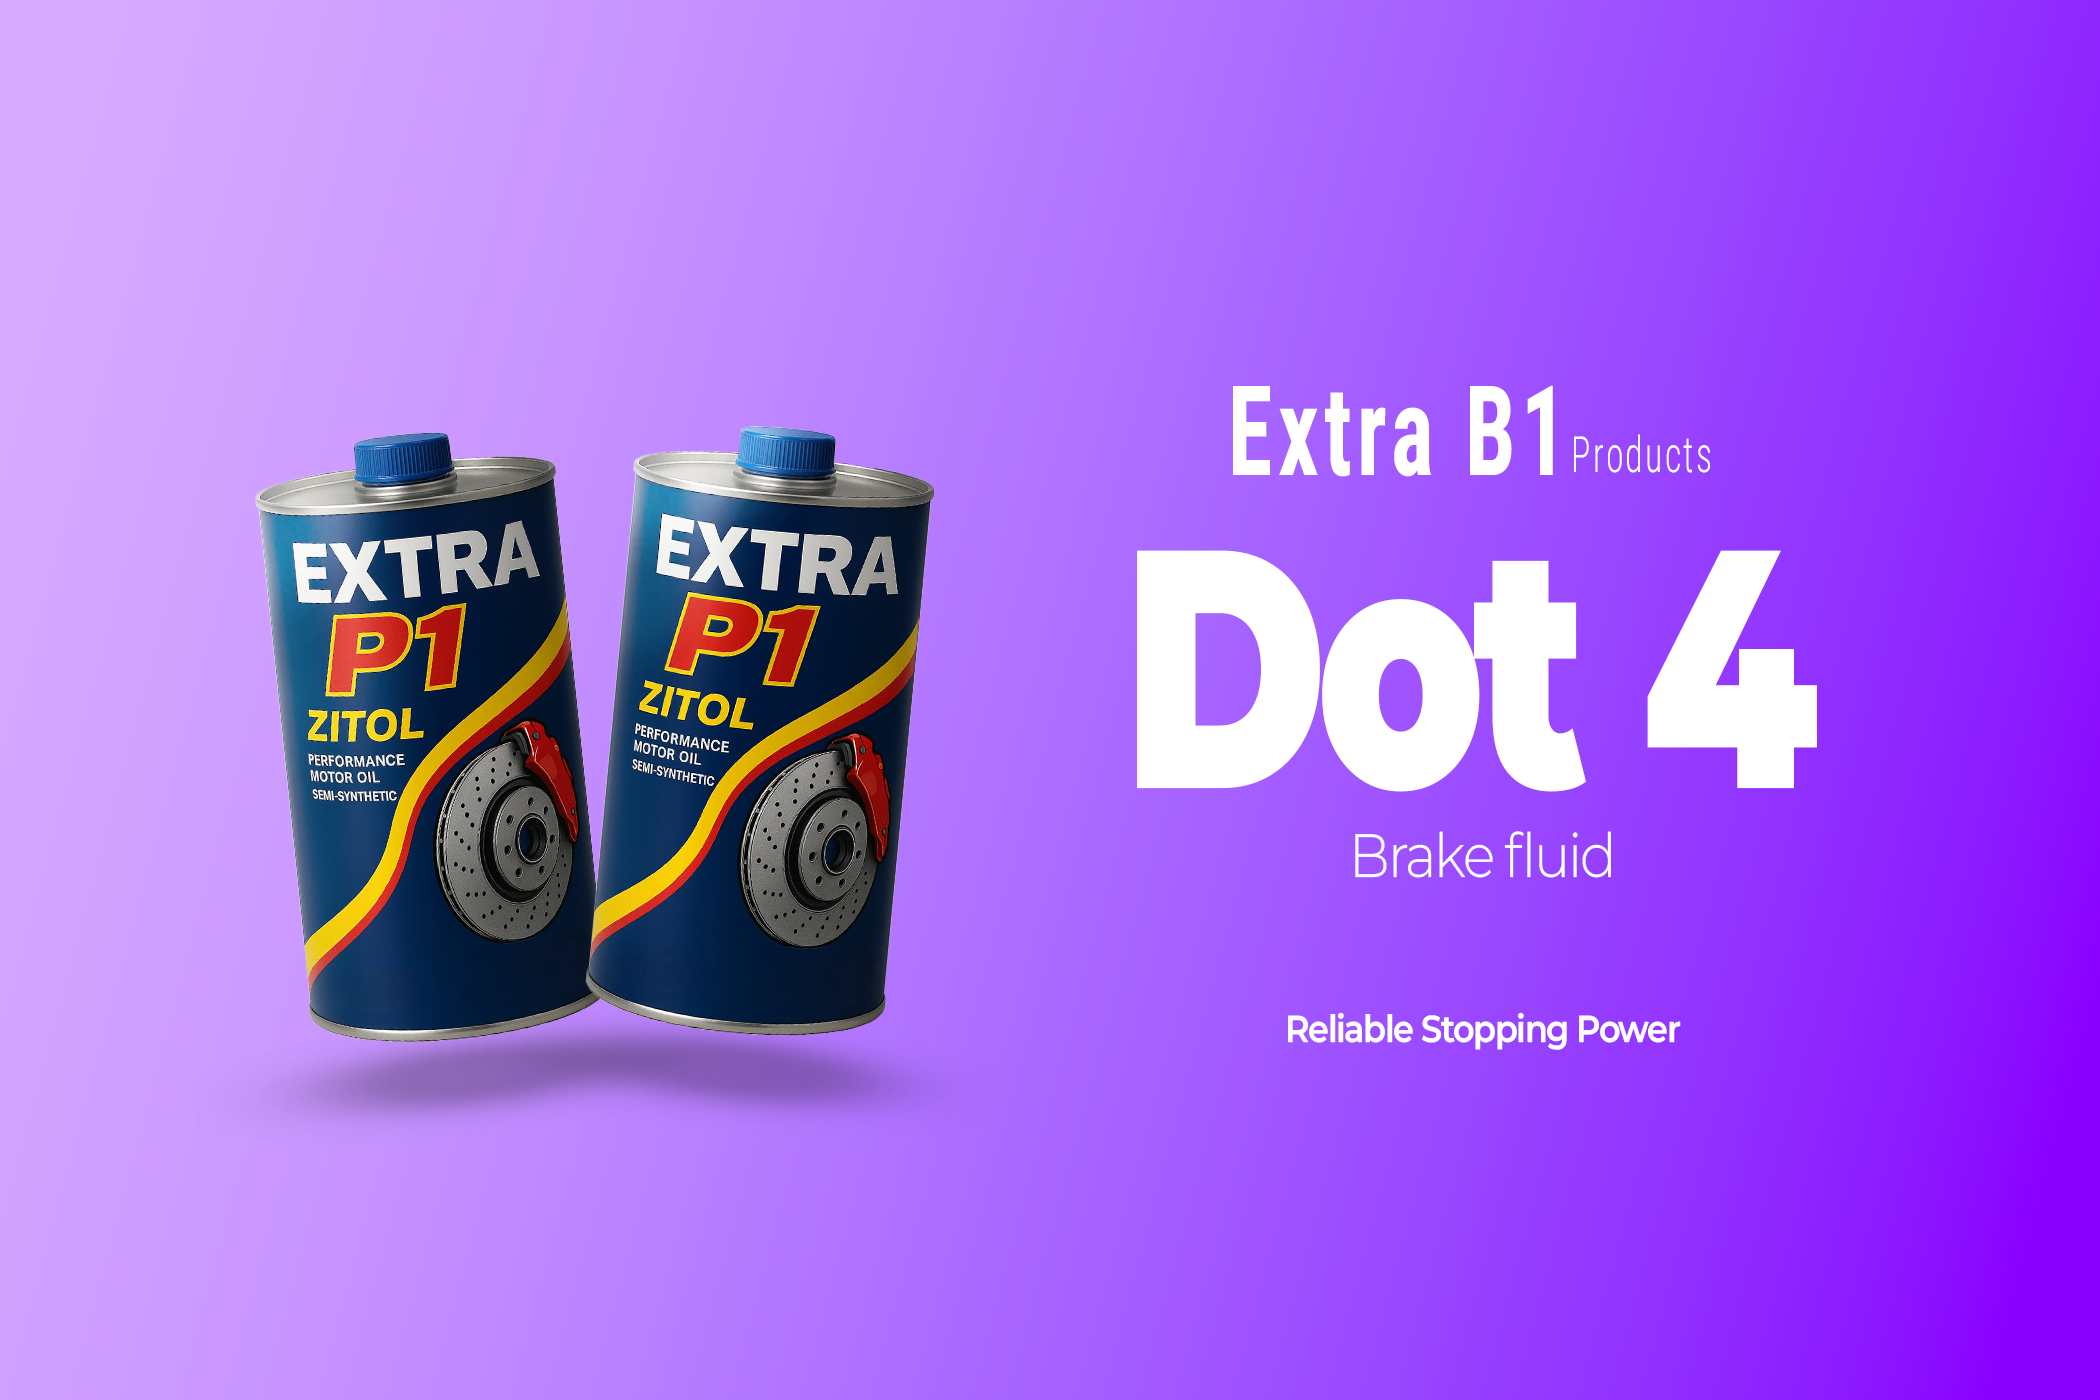 EXTRA
P1
ZITOL
PERFORMANCE
MOTOR OIL
SEMI-SYNTHETIC
EXTRA
P1
ZITOL
PERFORMANCE
MOTOR OIL
SEMI-SYNTHETIC
Extra B1 Products
Dot 4
Brake fluid
Reliable Stopping Power